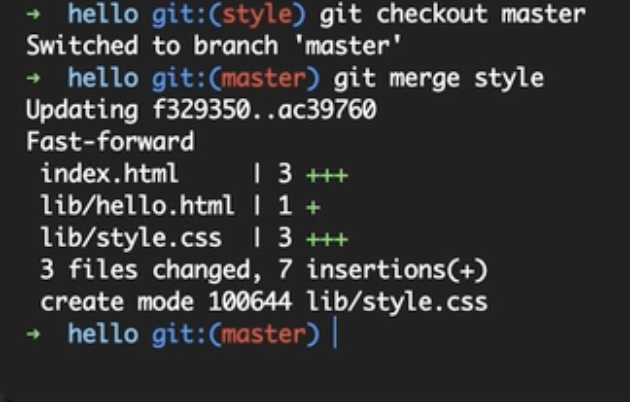 → hello git:(style) git checkout master
Switched to branch 'master'
→ hello git:(master) git merge style
Updating f329350..ac39760
Fast-forward
 index.html     | 3 +++
 lib/hello.html | 1 +
 lib/style.css  | 3 +++
 3 files changed, 7 insertions(+)
 create mode 100644 lib/style.css
→ hello git:(master)